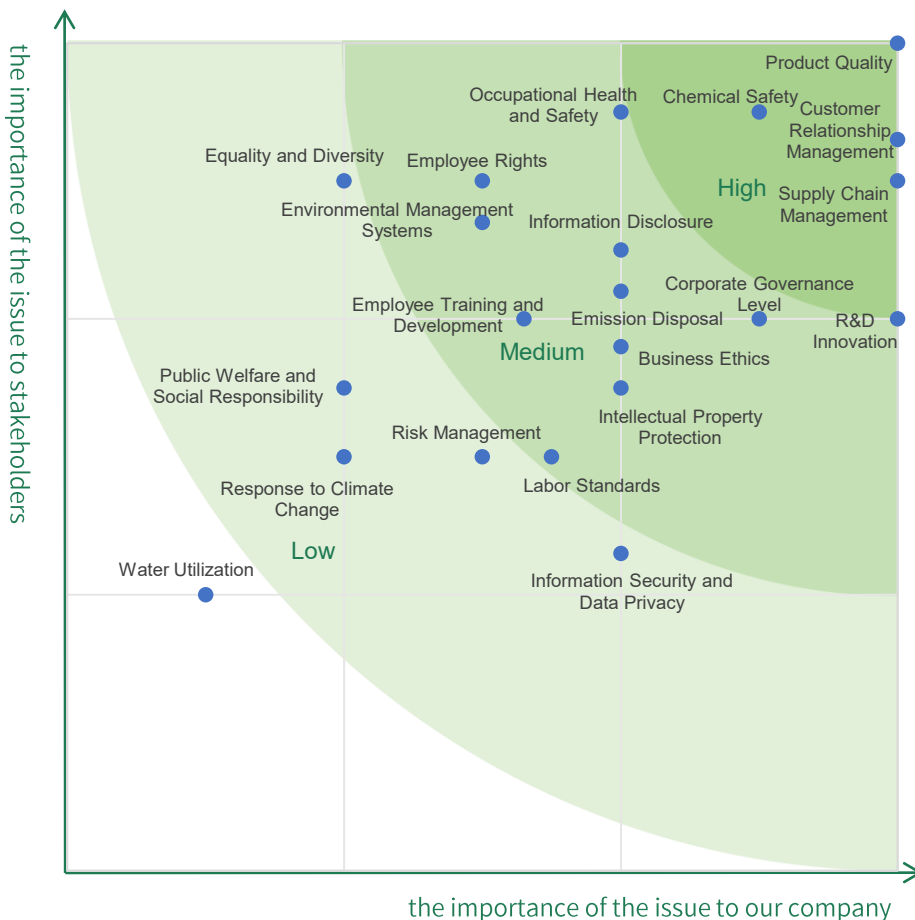 the importance of the issue to stakeholders
Product Quality
Occupational Health
and Safety
Chemical Safety
Customer
Relationship
Management
Equality and Diversity
Employee Rights
High
Supply Chain
Management
Environmental Management
Systems
Information Disclosure
Corporate Governance
Level
Employee Training and
Development
Emission Disposal
R&D
Innovation
Medium
Business Ethics
Public Welfare and
Social Responsibility
Intellectual Property
Protection
Risk Management
Response to Climate
Change
Labor Standards
Low
Water Utilization
Information Security and
Data Privacy
the importance of the issue to our company